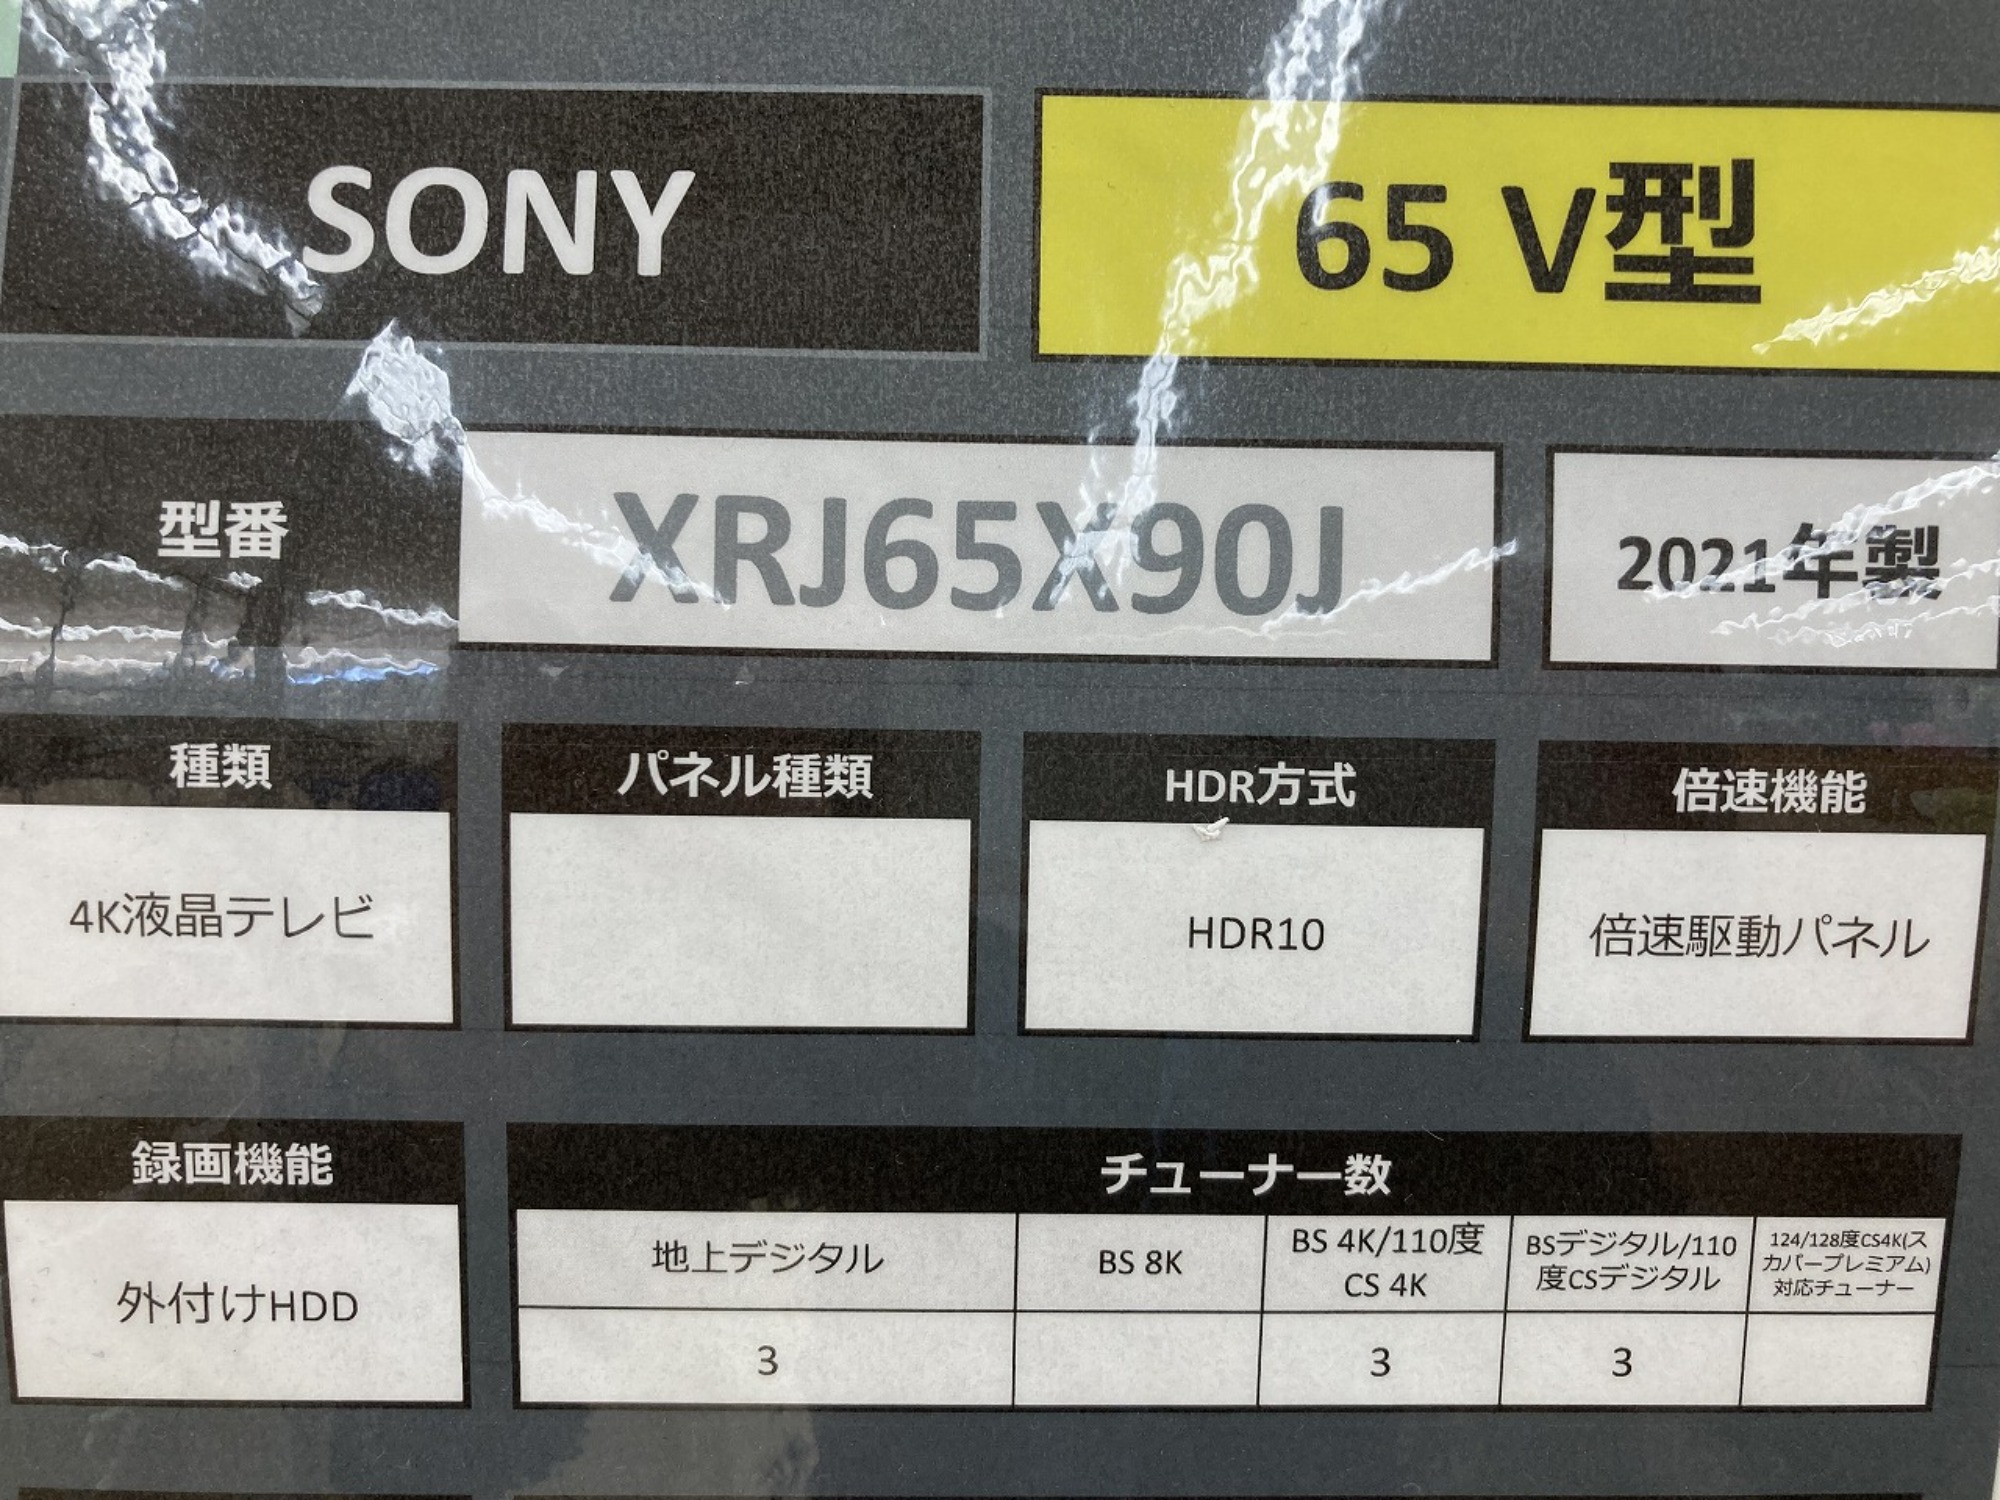 SONY
65 V型
型番
XRJ65X90J
2021年製
種類
パネル種類
HDR方式
倍速機能
4K液晶テレビ
HDR10
倍速駆動パネル
録画機能
チューナー数
外付けHDD
地上デジタル
BS 8K
BS 4K/110度
CS 4K
BSデジタル/110
度CSデジタル
124/128度CS4K(ス
カパープレミアム)
対応チューナー
3
3
3